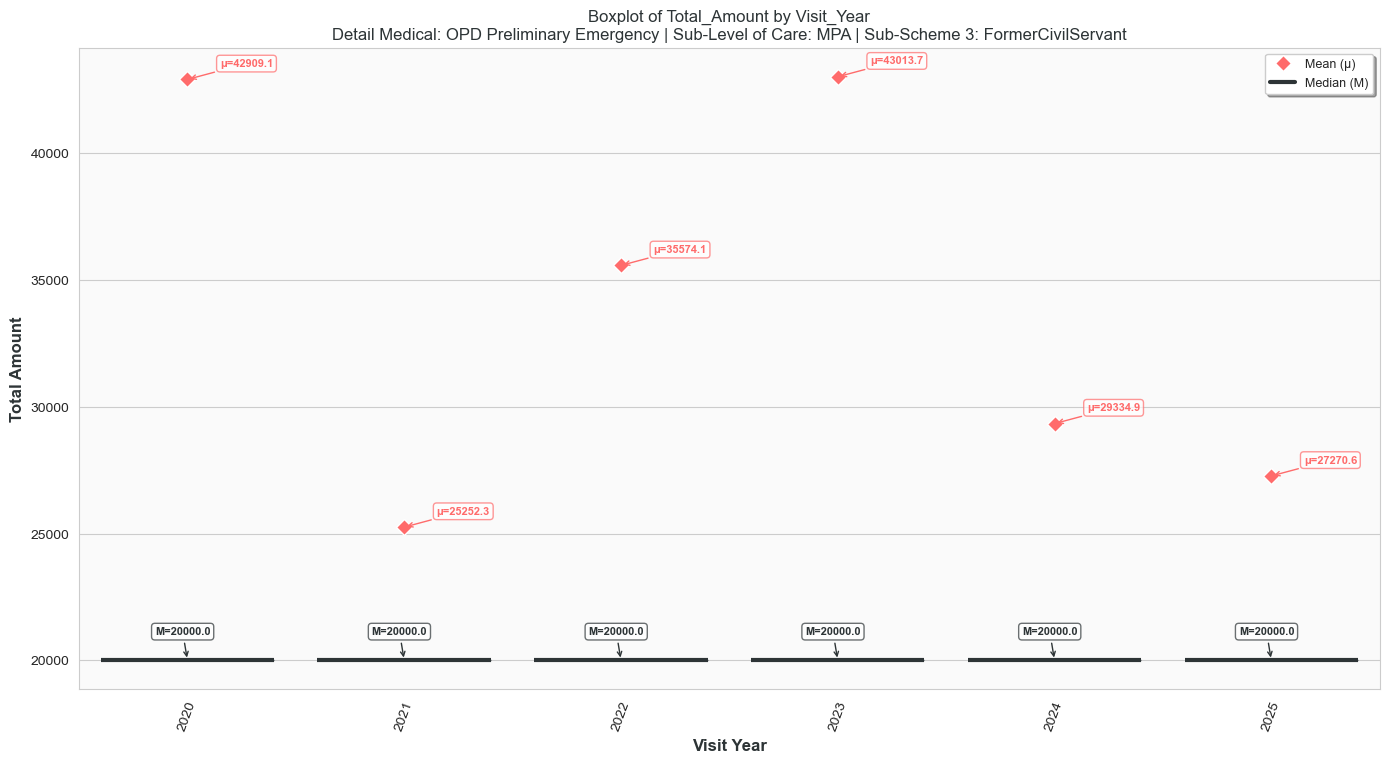 Boxplot of Total_Amount by Visit_Year
Detail Medical: OPD Preliminary Emergency | Sub-Level of Care: MPA | Sub-Scheme 3: FormerCivilServant
Mean (μ)
Median (M)
μ=42909.1
μ=43013.7
μ=35574.1
μ=29334.9
μ=27270.6
μ=25252.3
M=20000.0
M=20000.0
M=20000.0
M=20000.0
M=20000.0
M=20000.0
Total Amount
40000
35000
30000
25000
20000
2020
2021
2022
2023
2024
2025
Visit Year